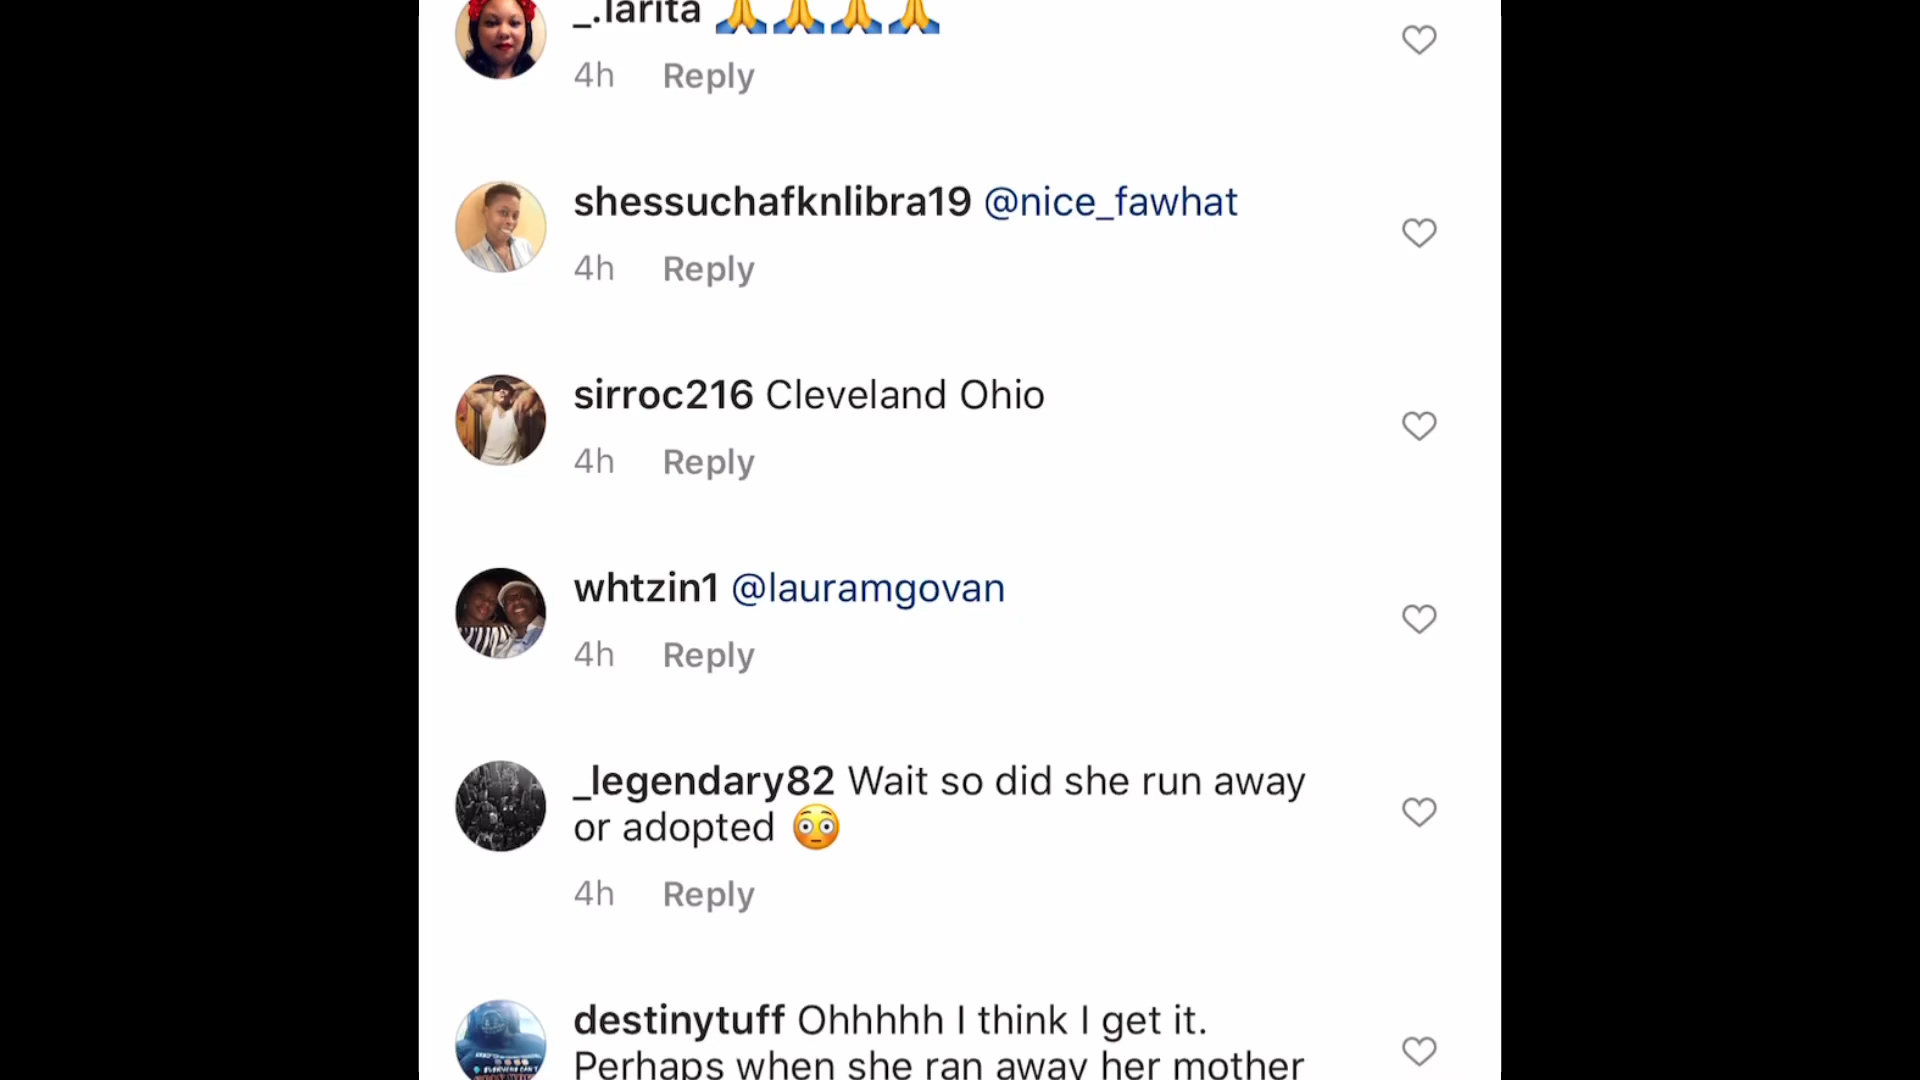 _.larita 🙏🙏🙏🙏
4h Reply
shessuchafknlibra19 @nice_fawhat
4h Reply
sirroc216 Cleveland Ohio
4h Reply
whtzin1 @lauramgovan
4h Reply
_legendary82 Wait so did she run away
or adopted 😳
4h Reply
destinytuff Ohhhhh I think I get it.
Perhaps when she ran away her mother